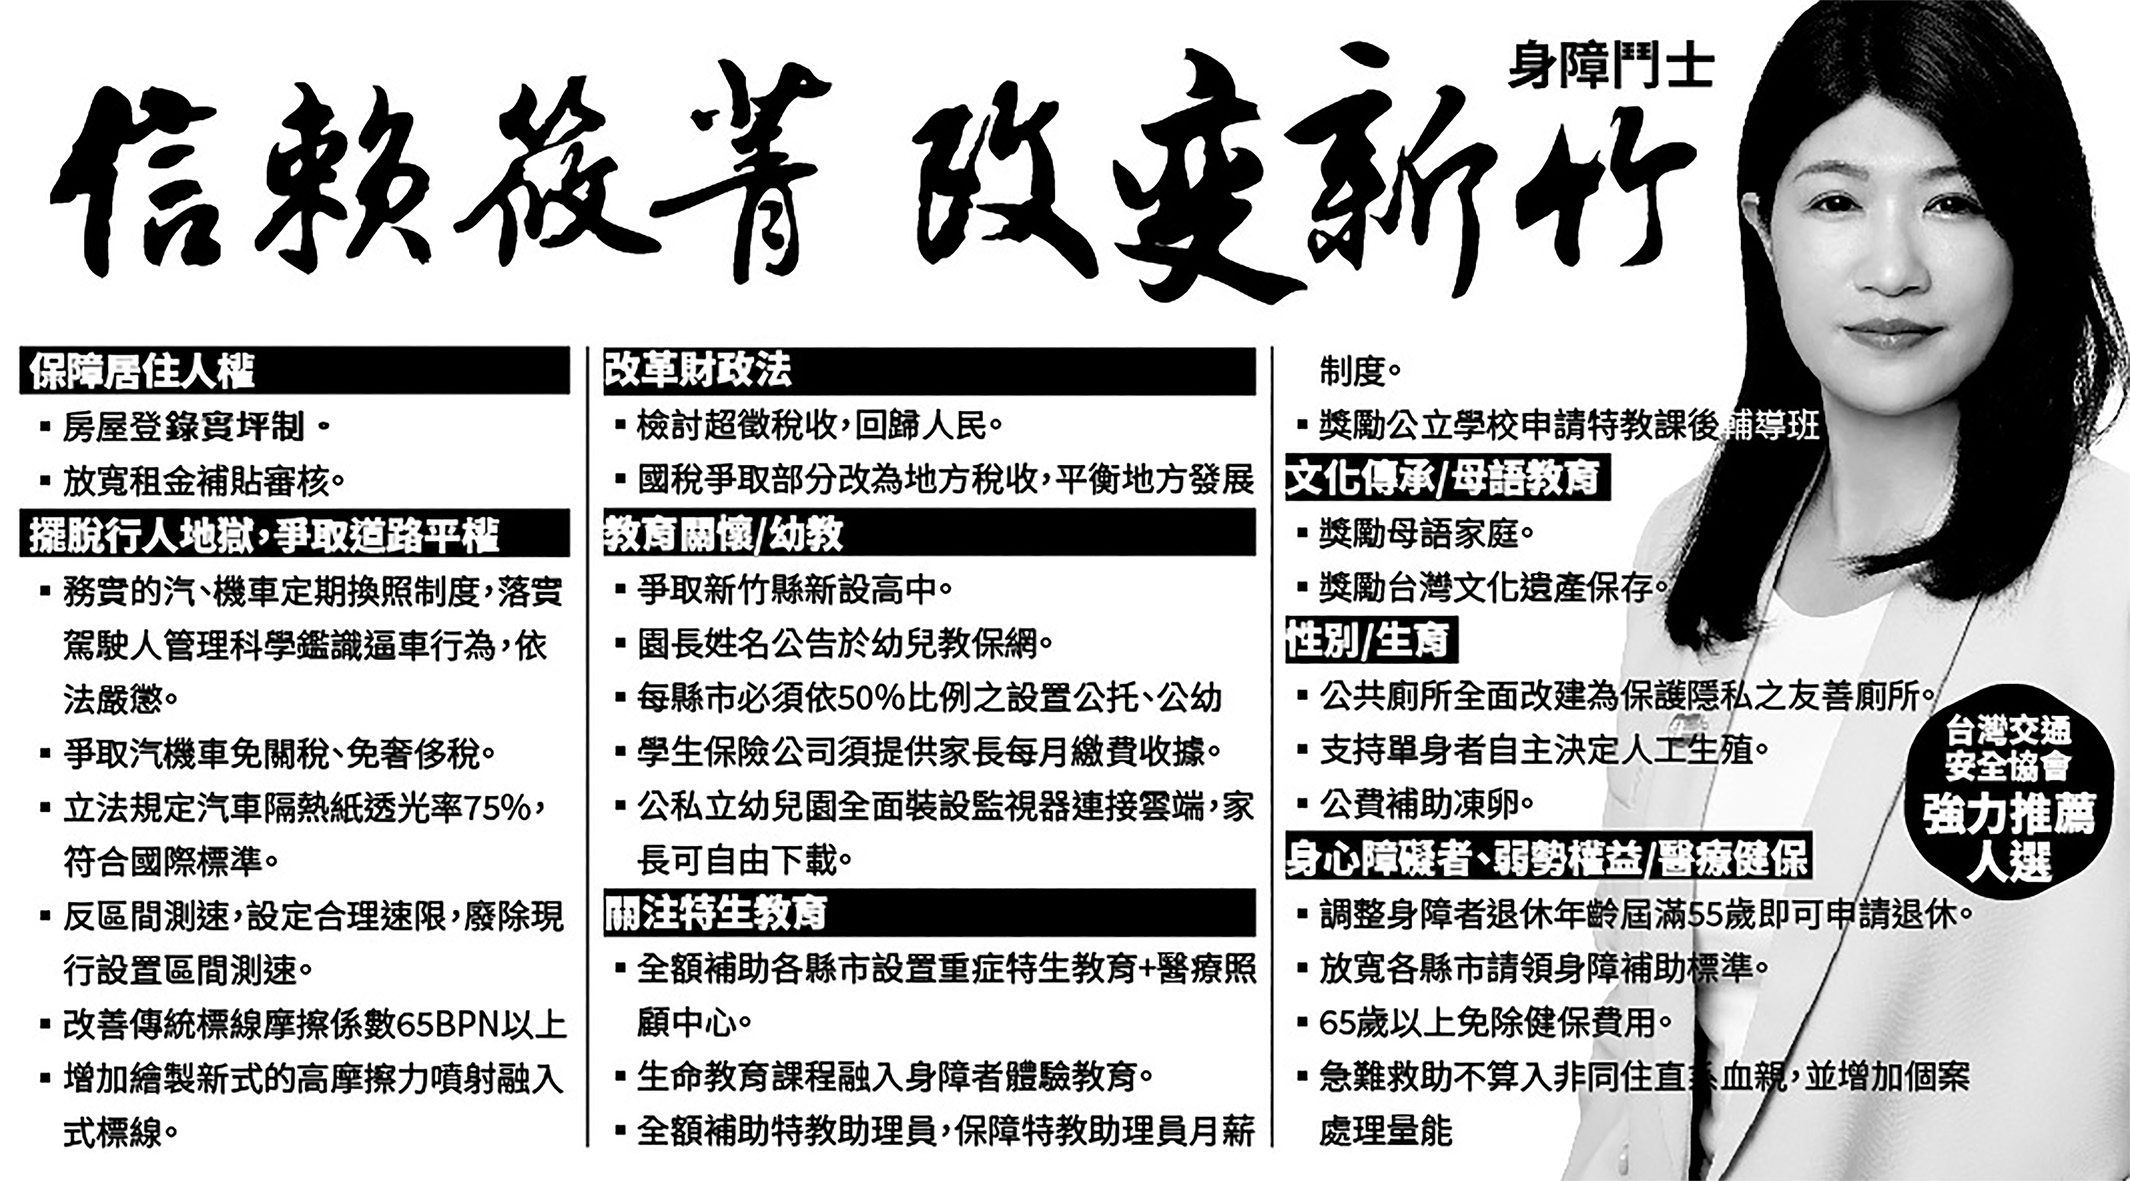 身障鬥士
信賴筱菁 改变新竹
保障居住人權
▪ 房屋登錄實坪制。
▪ 放寬租金補貼審核。
擺脫行人地獄，爭取道路平權
▪ 務實的汽、機車定期換照制度，落實
駕駛人管理科學鑑識逼車行為，依
法嚴懲。
▪ 爭取汽機車免關稅、免奢侈稅。
▪ 立法規定汽車隔熱紙透光率75%，
符合國際標準。
▪ 反區間測速，設定合理速限，廢除現
行設置區間測速。
▪ 改善傳統標線摩擦係數65BPN以上
▪ 增加繪製新式的高摩擦力噴射融入
式標線。
改革財政法
▪ 檢討超徵稅收，回歸人民。
▪ 國稅爭取部分改為地方稅收，平衡地方發展
教育關懷/幼教
▪ 爭取新竹縣新設高中。
▪ 園長姓名公告於幼兒教保網。
▪ 每縣市必須依50%比例之設置公托、公幼
▪ 學生保險公司須提供家長每月繳費收據。
▪ 公私立幼兒園全面裝設監視器連接雲端，家
長可自由下載。
關注特生教育
▪ 全額補助各縣市設置重症特生教育+醫療照
顧中心。
▪ 生命教育課程融入身障者體驗教育。
▪ 全額補助特教助理員，保障特教助理員月薪
制度。
▪ 獎勵公立學校申請特教課後輔導班
文化傳承/母語教育
▪ 獎勵母語家庭。
▪ 獎勵台灣文化遺產保存。
性別/生育
▪ 公共廁所全面改建為保護隱私之友善廁所。
▪ 支持單身者自主決定人工生殖。
▪ 公費補助凍卵。
身心障礙者、弱勢權益/醫療健保
▪ 調整身障者退休年齡屆滿55歲即可申請退休。
▪ 放寬各縣市請領身障補助標準。
▪ 65歲以上免除健保費用。
▪ 急難救助不算入非同住直系血親，並增加個案
處理量能
台灣交通
安全協會
強力推薦
人選